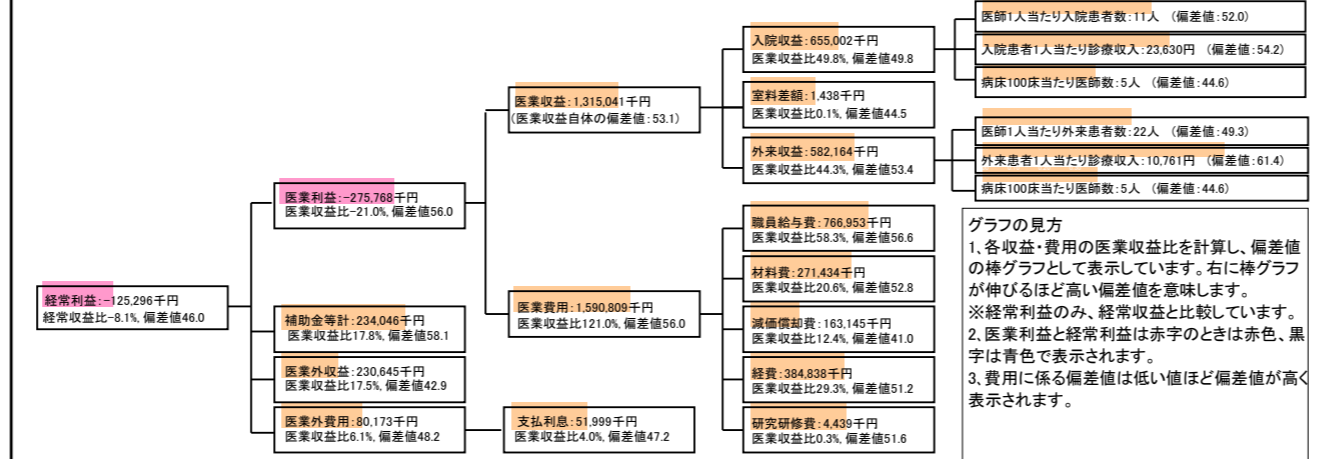 経常利益:-125,296千円
経常収支比-8.1%, 偏差値46.0
医業利益:-275,768千円
医業収益比-21.0%, 偏差値56.0
補助金等計:234,046千円
医業収益比17.8%, 偏差値58.1
医業外収益:230,645千円
医業収益比17.5%, 偏差値42.9
医業外費用:80,173千円
医業収益比6.1%, 偏差値48.2
医業収益:1,315,041千円
(医業収益自体の偏差値:53.1)
医業費用:1,590,809千円
医業収益比121.0%, 偏差値56.0
支払利息:51,999千円
医業収益比4.0%, 偏差値47.2
入院収益:655,002千円
医業収益比49.8%, 偏差値49.8
室料差額:1,438千円
医業収益比0.1%, 偏差値44.5
外来収益:582,164千円
医業収益比44.3%, 偏差値53.4
職員給与費:766,953千円
医業収益比58.3%, 偏差値56.6
材料費:271,434千円
医業収益比20.6%, 偏差値52.8
減価償却費:163,145千円
医業収益比12.4%, 偏差値41.0
経費:384,838千円
医業収益比29.3%, 偏差値51.2
研究研修費:4,439千円
医業収益比0.3%, 偏差値51.6
医師1人当たり入院患者数:11人 (偏差値:52.0)
入院患者1人当たり診療収入:23,630円 (偏差値:54.2)
病床100床当たり医師数:5人 (偏差値:44.6)
医師1人当たり外来患者数:22人 (偏差値:49.3)
外来患者1人当たり診療収入:10,761円 (偏差値:61.4)
病床100床当たり医師数:5人 (偏差値:44.6)
グラフの見方
1、各収益・費用の医業収益比を計算し、偏差値
の棒グラフとして表示しています。右に棒グラフ
が伸びるほど高い偏差値を意味します。
※経常利益のみ、経常収益と比較しています。
2、医業利益と経常利益は赤字のときは赤色、黒
字は青色で表示されます。
3、費用に係る偏差値は低い値ほど偏差値が高く
表示されます。